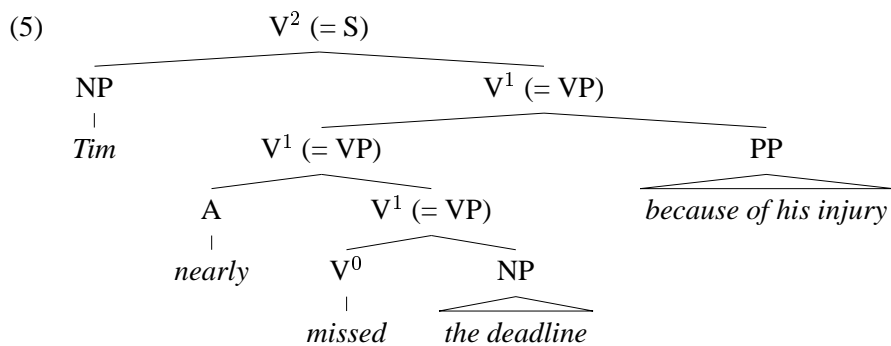 (5) V² (= S)
NP V¹ (= VP)
Tim V¹ (= VP) PP
A V¹ (= VP) because of his injury
nearly V⁰ NP
missed the deadline